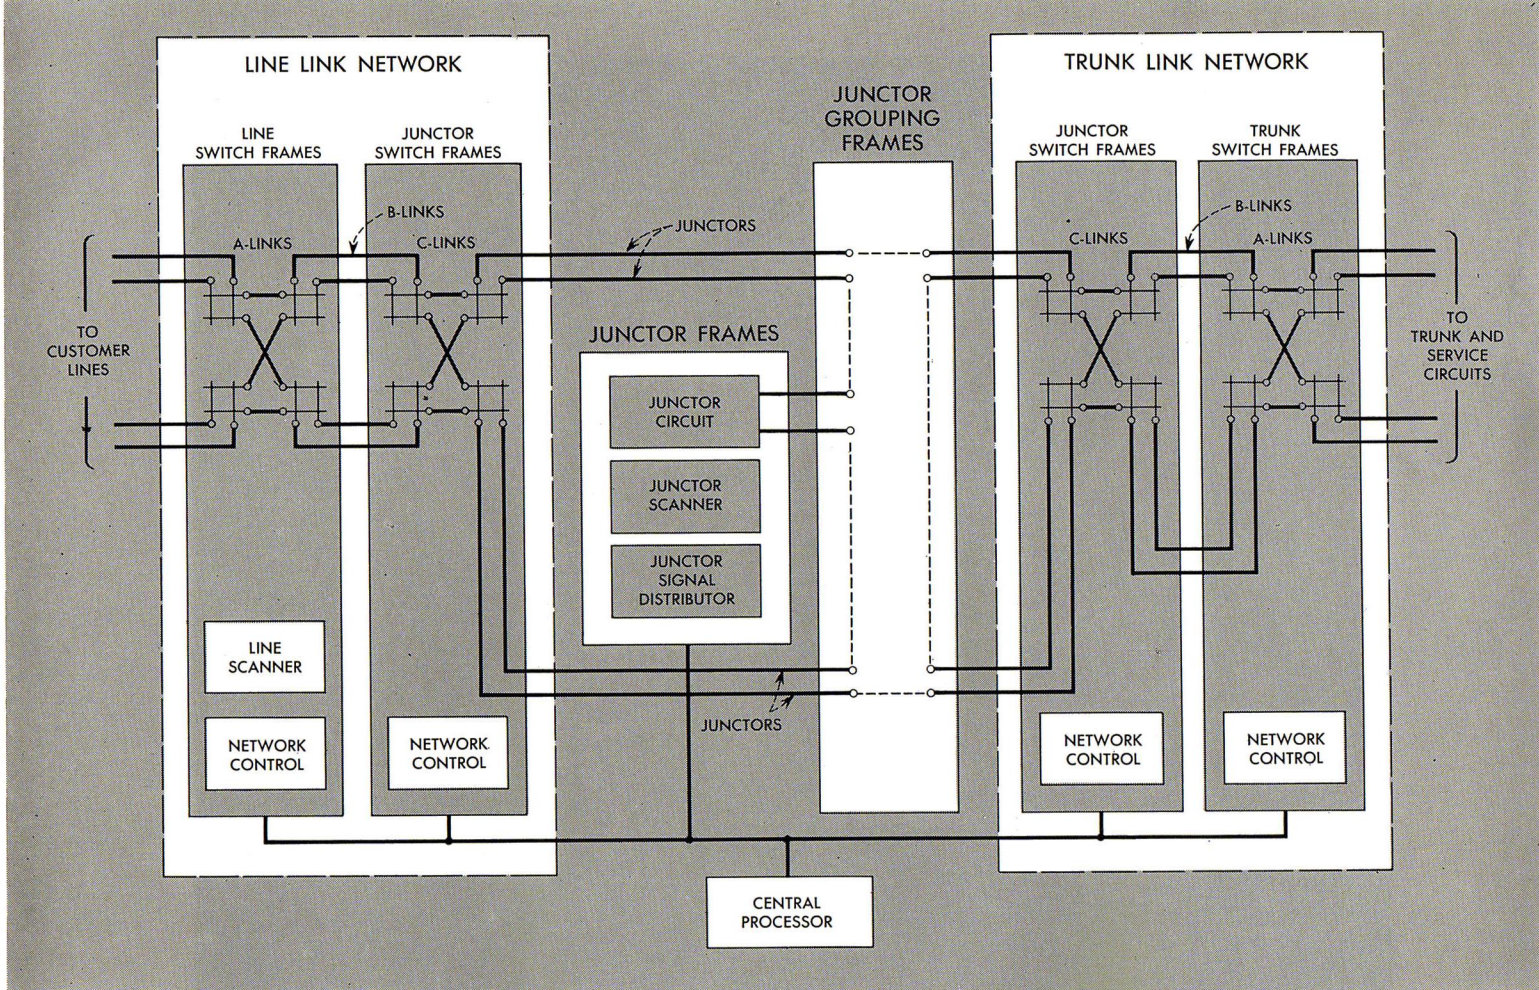 LINE LINK NETWORK
LINE
SWITCH FRAMES
JUNCTOR
SWITCH FRAMES
B-LINKS
A-LINKS
C-LINKS
TO
CUSTOMER
LINES
LINE
SCANNER
NETWORK
CONTROL
NETWORK
CONTROL
JUNCTORS
JUNCTOR FRAMES
JUNCTOR
CIRCUIT
JUNCTOR
SCANNER
JUNCTOR
SIGNAL
DISTRIBUTOR
JUNCTORS
JUNCTOR
GROUPING
FRAMES
TRUNK LINK NETWORK
JUNCTOR
SWITCH FRAMES
TRUNK
SWITCH FRAMES
B-LINKS
C-LINKS
A-LINKS
TO
TRUNK AND
SERVICE
CIRCUITS
NETWORK
CONTROL
NETWORK
CONTROL
CENTRAL
PROCESSOR